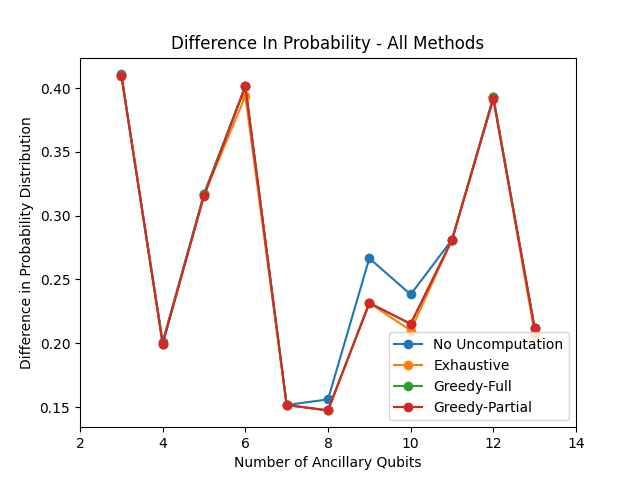 Difference In Probability - All Methods
Difference in Probability Distribution
0.40
0.35
0.30
0.25
0.20
0.15
2 4 6 8 10 12 14
Number of Ancillary Qubits
No Uncomputation
Exhaustive
Greedy-Full
Greedy-Partial